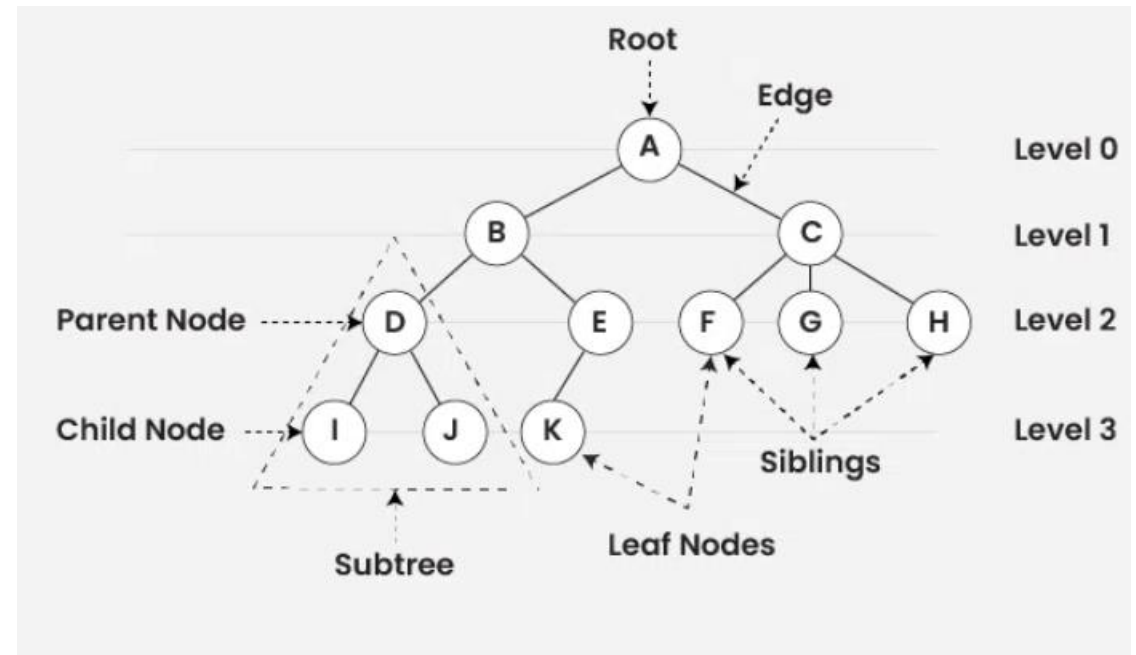 Root
Edge
A
Level 0
B
C
Level 1
Parent Node
D
E
F
G
H
Level 2
Child Node
I
J
K
Level 3
Siblings
Leaf Nodes
Subtree